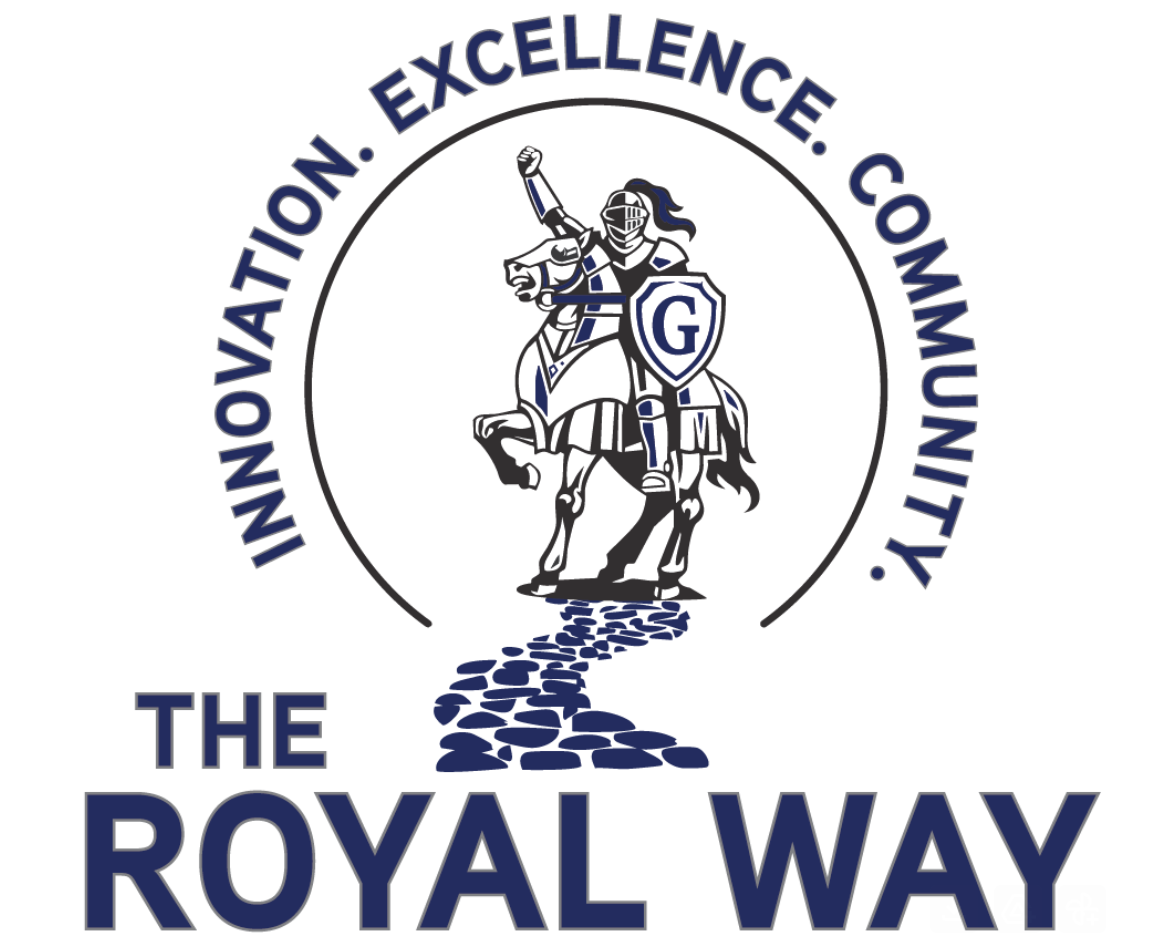 INNOVATION. EXCELLENCE. COMMUNITY.
G
THE
ROYAL WAY